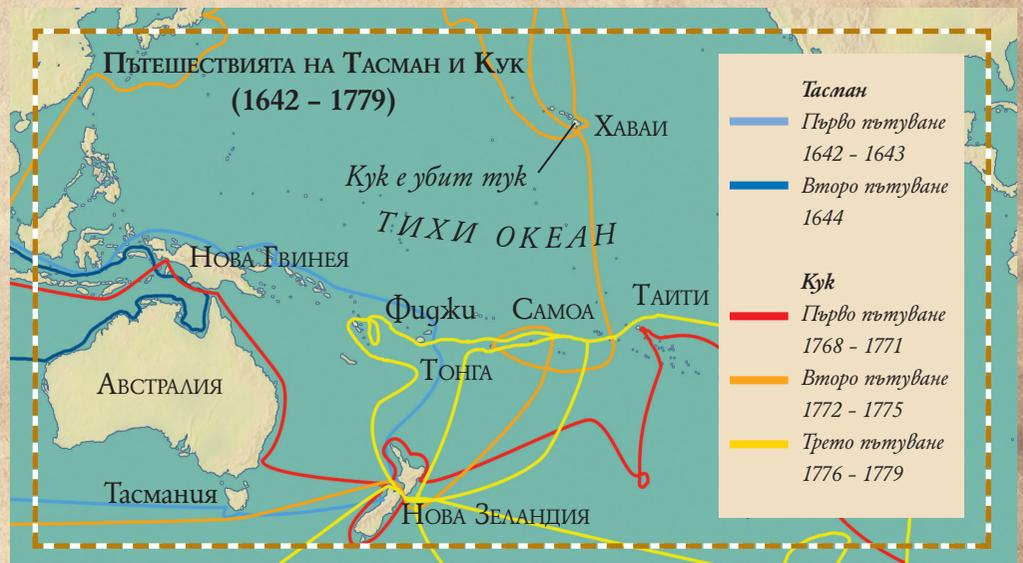 Пътешествията на Тасман и Кук
(1642 – 1779)
Хаваи
Кук е убит тук
ТИХИ ОКЕАН
Нова Гвинея
Фиджи
Самоа
Таити
Тонга
Австралия
Тасмания
Нова Зеландия
Тасман
Първо пътуване
1642 – 1643
Второ пътуване
1644
Кук
Първо пътуване
1768 – 1771
Второ пътуване
1772 – 1775
Трето пътуване
1776 – 1779